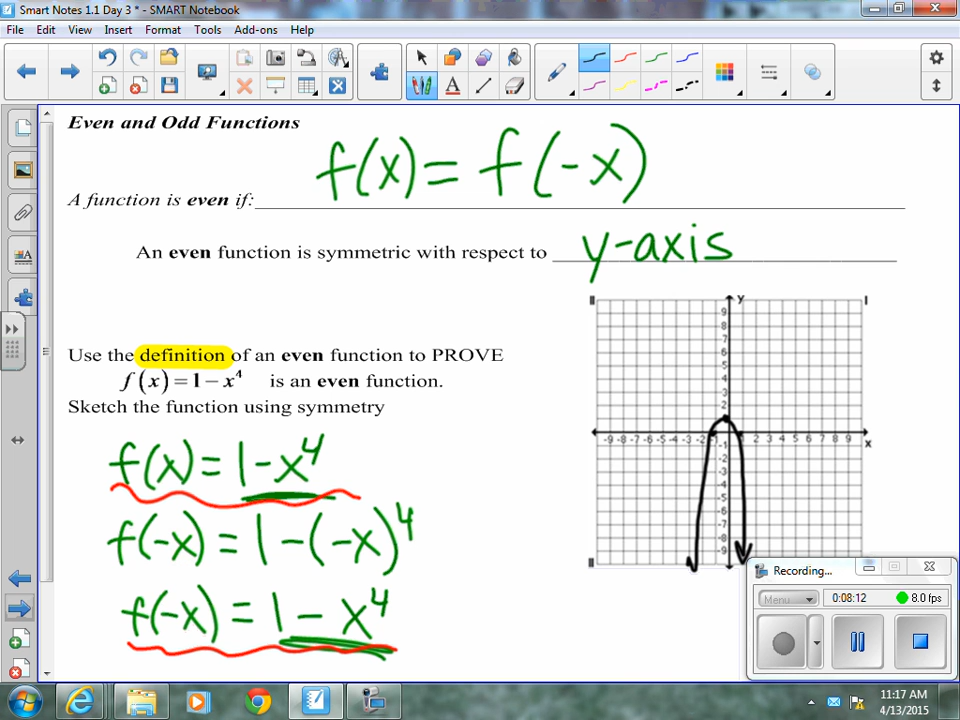 Smart Notes 1.1 Day 3 * - SMART Notebook
File Edit View Insert Format Tools Add-ons Help
Even and Odd Functions
f(x) = f(-x)
A function is even if:
An even function is symmetric with respect to y-axis
Use the definition of an even function to PROVE
f(x) = 1 - x⁴ is an even function.
Sketch the function using symmetry
f(x) = 1 - x⁴
f(-x) = 1 - (-x)⁴
f(-x) = 1 - x⁴
y
9
8
7
6
5
4
3
2
-9 -8 -7 -6 -5 -4 -3 -2 2 3 4 5 6 7 8 9
x
-1
-2
-3
-4
-5
-6
-7
-8
-9
Recording...
Menu 0:08:12 8.0 fps
11:17 AM
4/13/2015